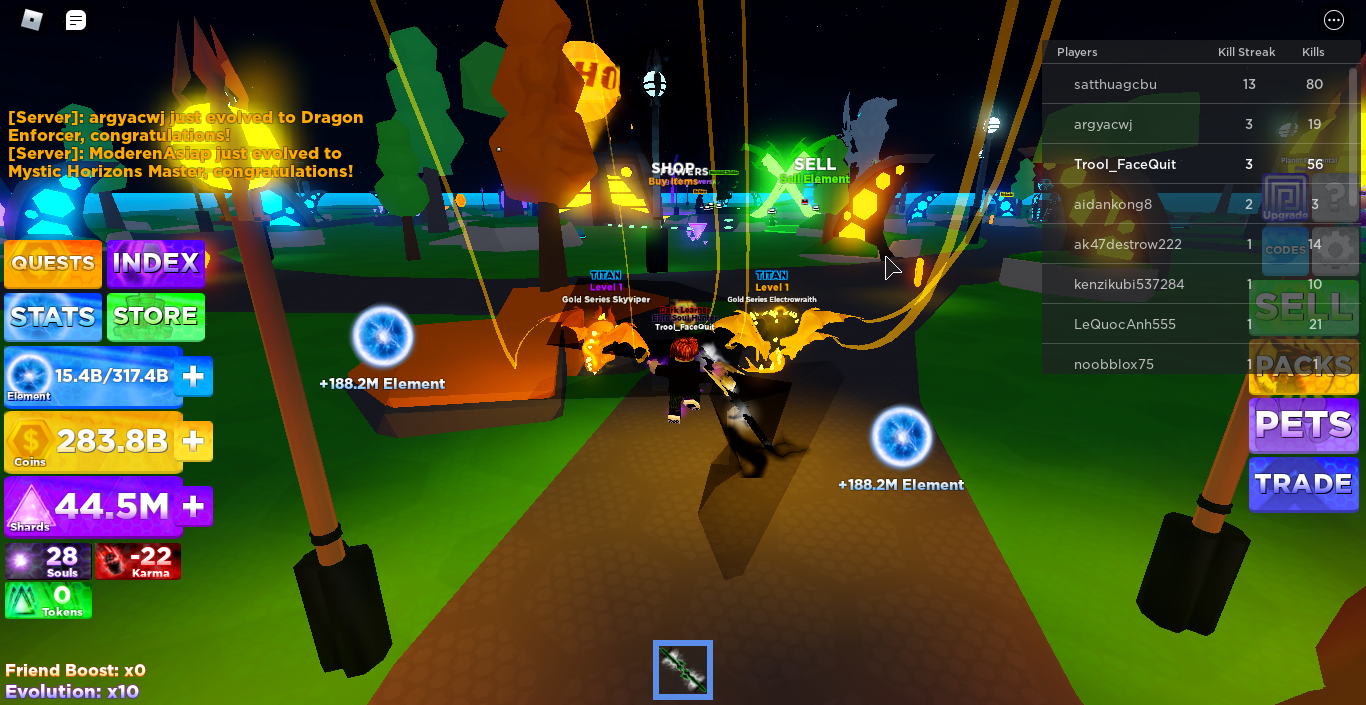 Players Kill Streak Kills
satthuagcbu 13 80
argyacwj 3 19
Trool_FaceQuit 3 56
aidankong8 2 3
ak47destrow222 1 14
kenzikubi537284 1 10
LeQuocAnh555 1 21
noobblox75 1 1
[Server]: argyacwj just evolved to Dragon
Enforcer, congratulations!
[Server]: ModerenAsiap just evolved to
Mystic Horizons Master, congratulations!
SHOP
Buy Items
SELL
Sell Element
QUESTS
INDEX
STATS
STORE
15.4B/317.4B
+
Element
283.8B
+
Coins
44.5M
+
Shards
28
Souls
-22
Karma
0
Tokens
Friend Boost: x0
Evolution: x10
TITAN
Level 1
Gold Series Skyviper
TITAN
Level 1
Gold Series Electrowraith
Trool_FaceQuit
+188.2M Element
+188.2M Element
Upgrade
?
CODES
SELL
PACKS
PETS
TRADE